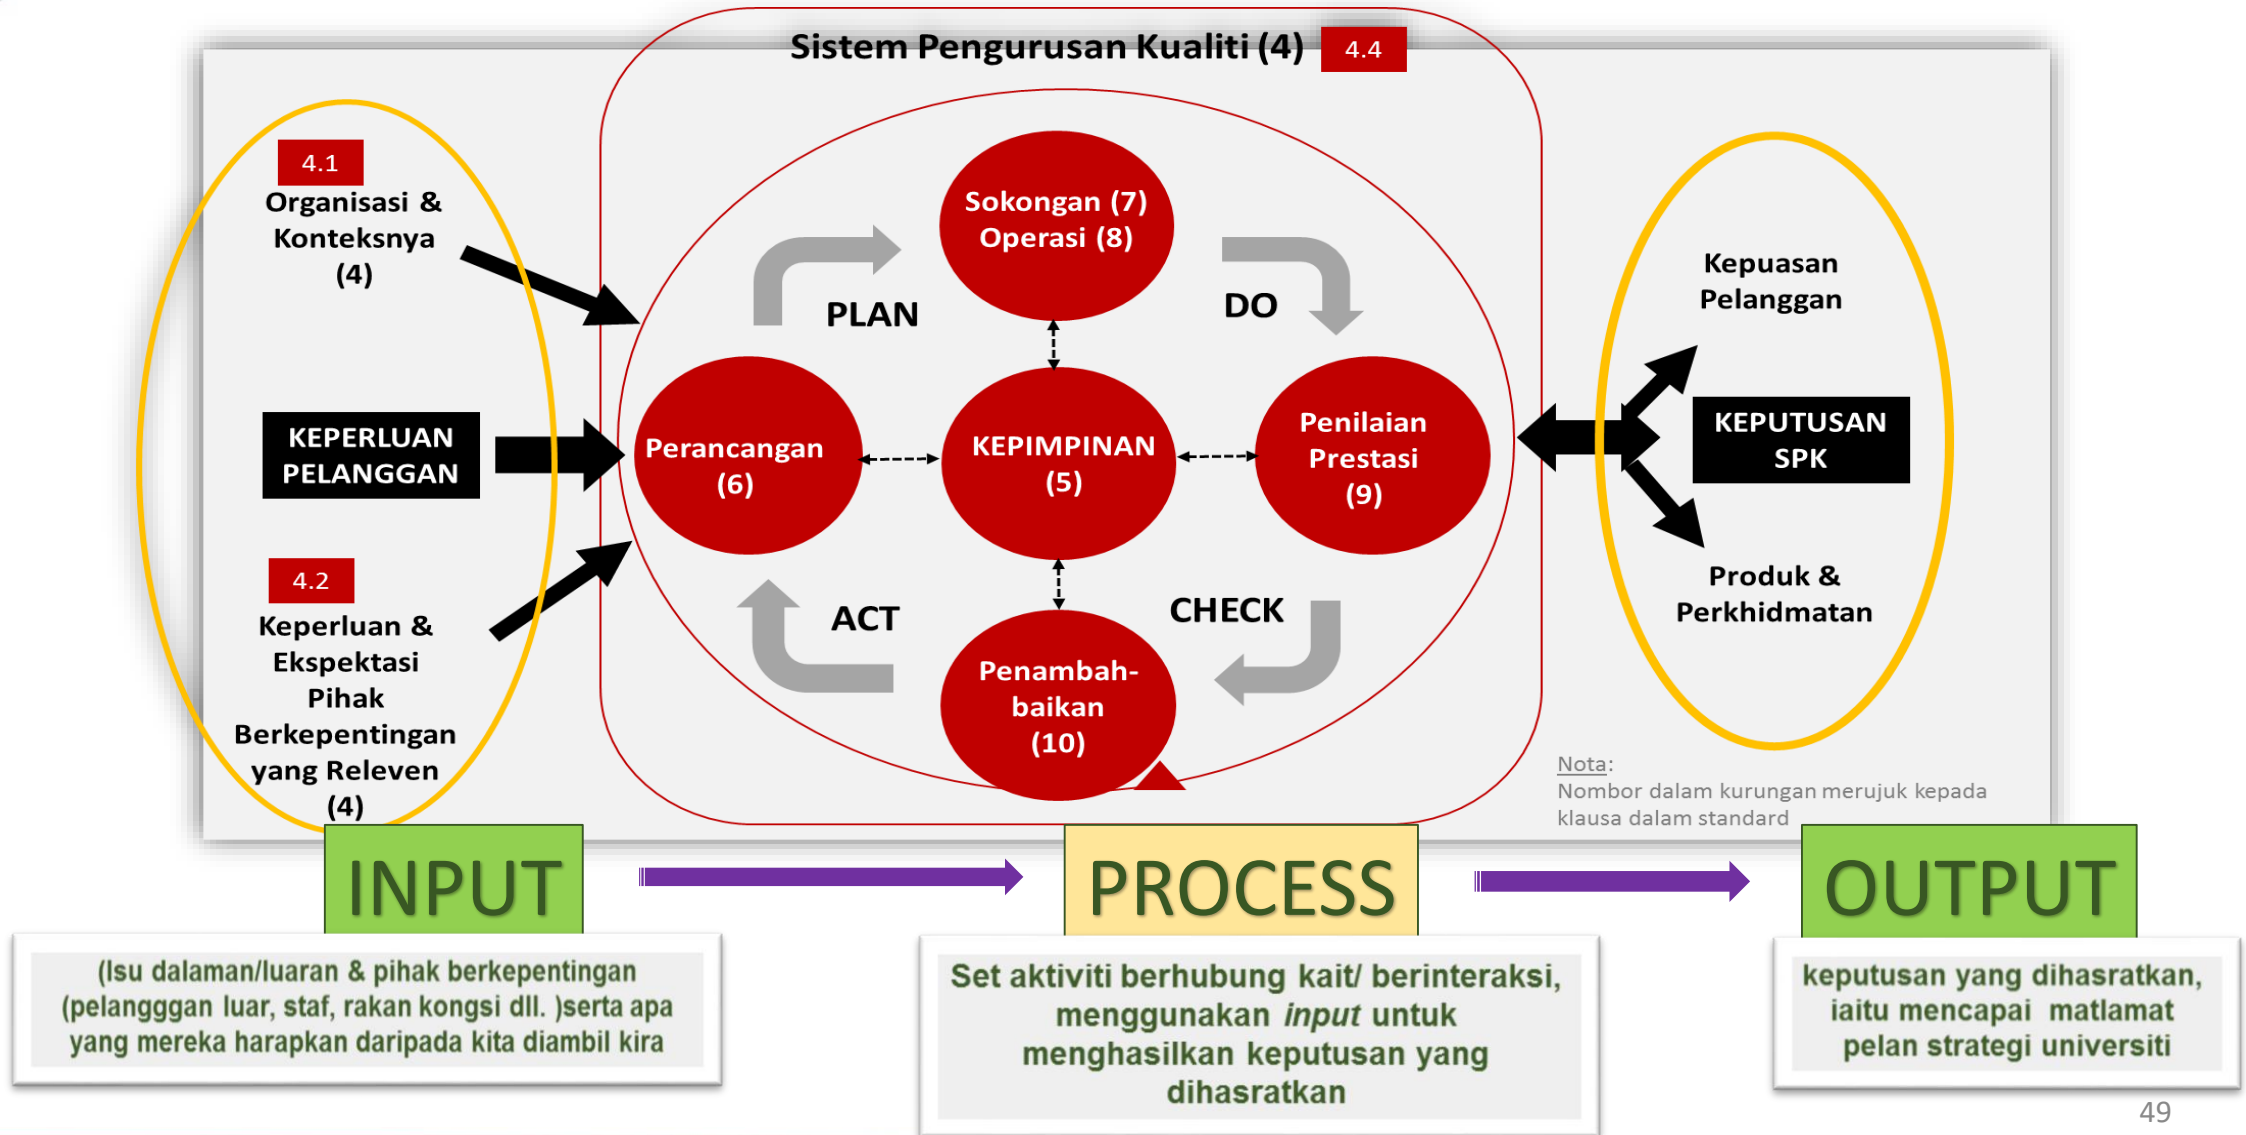 Sistem Pengurusan Kualiti (4)
4.4
4.1
Organisasi &
Konteksnya
(4)
KEPERLUAN
PELANGGAN
4.2
Keperluan &
Ekspektasi
Pihak
Berkepentingan
yang Releven
(4)
Sokongan (7)
Operasi (8)
PLAN
DO
Perancangan
(6)
KEPIMPINAN
(5)
Penilaian
Prestasi
(9)
ACT
CHECK
Penambah-
baikan
(10)
Kepuasan
Pelanggan
KEPUTUSAN
SPK
Produk &
Perkhidmatan
Nota:
Nombor dalam kurungan merujuk kepada
klausa dalam standard
INPUT
PROCESS
OUTPUT
(Isu dalaman/luaran & pihak berkepentingan
(pelangggan luar, staf, rakan kongsi dll. )serta apa
yang mereka harapkan daripada kita diambil kira
Set aktiviti berhubung kait/ berinteraksi,
menggunakan input untuk
menghasilkan keputusan yang
dihasratkan
keputusan yang dihasratkan,
iaitu mencapai matlamat
pelan strategi universiti
49